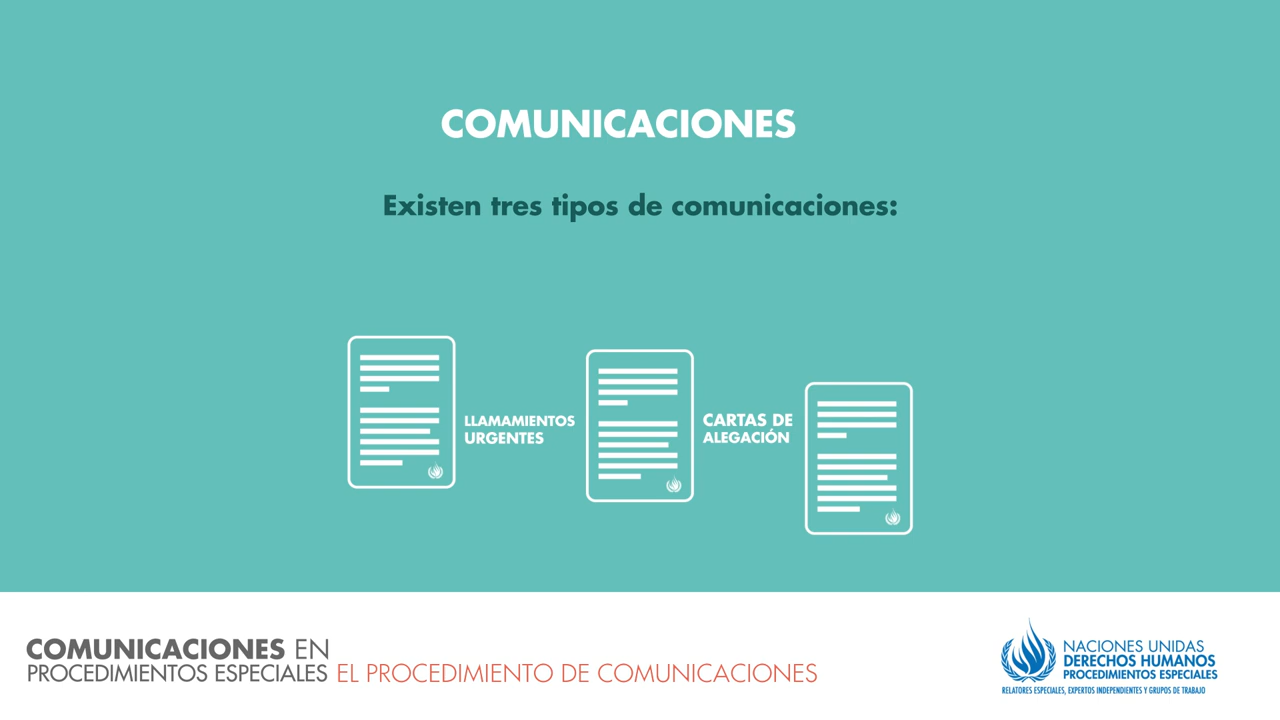 COMUNICACIONES
Existen tres tipos de comunicaciones:
LLAMAMIENTOS
URGENTES
CARTAS DE
ALEGACIÓN
COMUNICACIONES EN
PROCEDIMIENTOS ESPECIALES EL PROCEDIMIENTO DE COMUNICACIONES
NACIONES UNIDAS
DERECHOS HUMANOS
PROCEDIMIENTOS ESPECIALES
RELATORES ESPECIALES, EXPERTOS INDEPENDIENTES Y GRUPOS DE TRABAJO